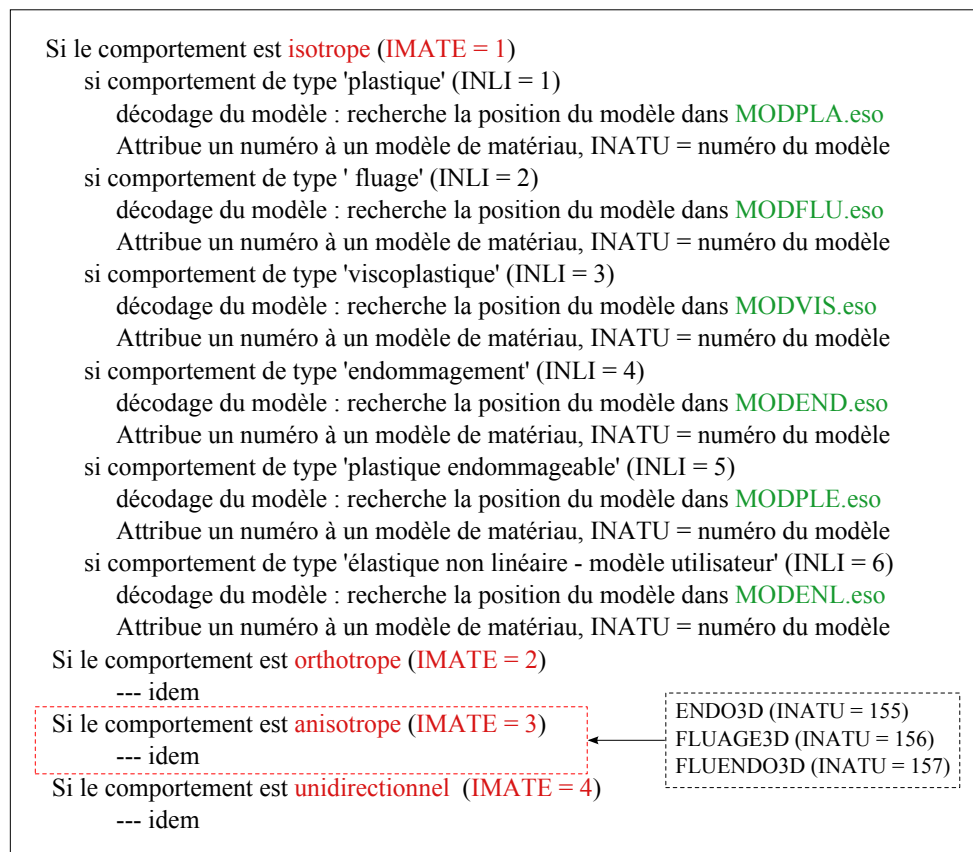 Si le comportement est isotrope (IMATE = 1)
si comportement de type 'plastique' (INLI = 1)
décodage du modèle : recherche la position du modèle dans MODPLA.eso
Attribue un numéro à un modèle de matériau, INATU = numéro du modèle
si comportement de type ' fluage' (INLI = 2)
décodage du modèle : recherche la position du modèle dans MODFLU.eso
Attribue un numéro à un modèle de matériau, INATU = numéro du modèle
si comportement de type 'viscoplastique' (INLI = 3)
décodage du modèle : recherche la position du modèle dans MODVIS.eso
Attribue un numéro à un modèle de matériau, INATU = numéro du modèle
si comportement de type 'endommagement' (INLI = 4)
décodage du modèle : recherche la position du modèle dans MODEND.eso
Attribue un numéro à un modèle de matériau, INATU = numéro du modèle
si comportement de type 'plastique endommageable' (INLI = 5)
décodage du modèle : recherche la position du modèle dans MODPLE.eso
Attribue un numéro à un modèle de matériau, INATU = numéro du modèle
si comportement de type 'élastique non linéaire - modèle utilisateur' (INLI = 6)
décodage du modèle : recherche la position du modèle dans MODENL.eso
Attribue un numéro à un modèle de matériau, INATU = numéro du modèle
Si le comportement est orthotrope (IMATE = 2)
--- idem
Si le comportement est anisotrope (IMATE = 3)
--- idem
Si le comportement est unidirectionnel (IMATE = 4)
--- idem
ENDO3D (INATU = 155)
FLUAGE3D (INATU = 156)
FLUENDO3D (INATU = 157)